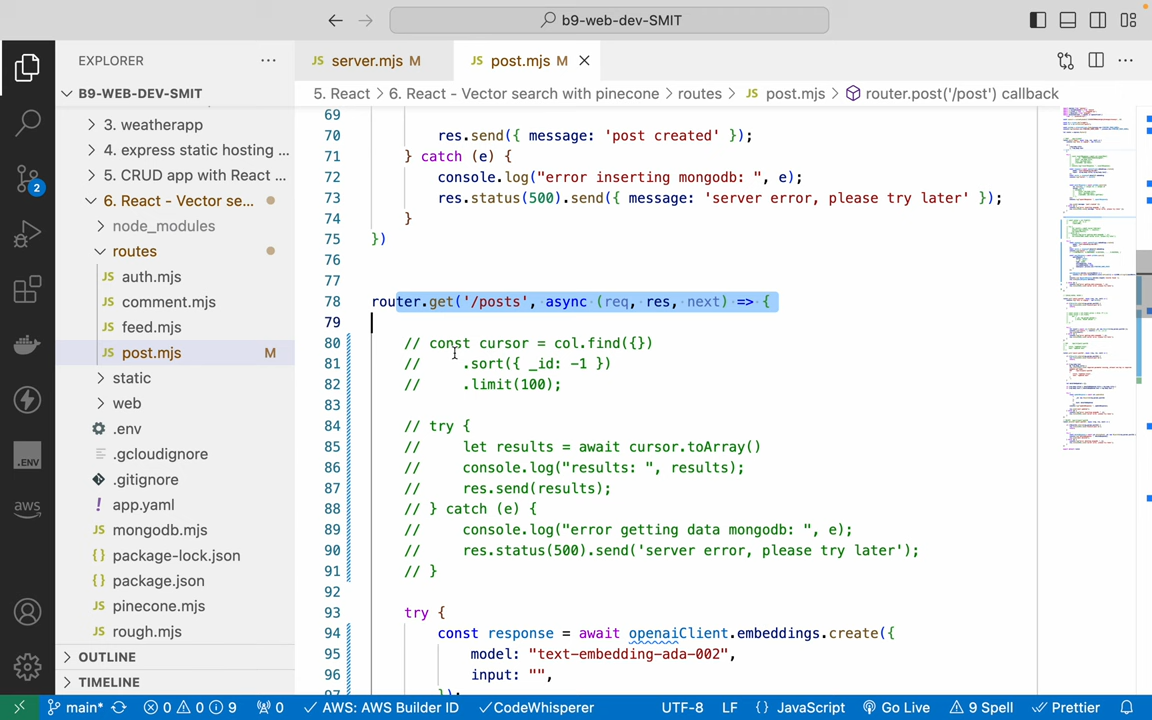 b9-web-dev-SMIT
EXPLORER
B9-WEB-DEV-SMIT
3. weatherapp
4. express static hosting ...
5. CRUD app with React ...
6. React - Vector se...
node_modules
routes
JS auth.mjs
JS comment.mjs
JS feed.mjs
JS post.mjs M
static
web
.env
.gcloudignore
.gitignore
! app.yaml
JS mongodb.mjs
{} package-lock.json
{} package.json
JS pinecone.mjs
JS rough.mjs
OUTLINE
TIMELINE
2
.ENV
aws
JS server.mjs M
JS post.mjs M
5. React > 6. React - Vector search with pinecone > routes > JS post.mjs > router.post('/post') callback
69
70 res.send({ message: 'post created' });
71 } catch (e) {
72 console.log("error inserting mongodb: ", e);
73 res.status(500).send({ message: 'server error, please try later' });
74 }
75 })
76
77
78 router.get('/posts', async (req, res, next) => {
79
80 // const cursor = col.find({})
81 // .sort({ _id: -1 })
82 // .limit(100);
83
84 // try {
85 // let results = await cursor.toArray()
86 // console.log("results: ", results);
87 // res.send(results);
88 // } catch (e) {
89 // console.log("error getting data mongodb: ", e);
90 // res.status(500).send('server error, please try later');
91 // }
92
93 try {
94 const response = await openaiClient.embeddings.create({
95 model: "text-embedding-ada-002",
96 input: "",
97 });
main* 0 0 9 0 AWS: AWS Builder ID CodeWhisperer UTF-8 LF {} JavaScript Go Live 9 Spell Prettier